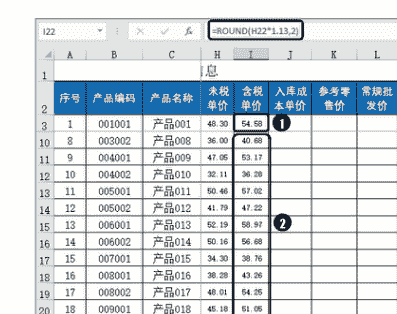 I22 =ROUND(H22*1.13,2)
A B C H I J K L
1 信息
2 序号 产品编码 产品名称 未税单价 含税单价 入库成本单价 参考零售价 常规批发价
3 1 001001 产品001 48.30 54.58 1
10 8 003002 产品008 36.00 40.68
11 9 004001 产品009 47.05 53.17
12 10 004002 产品010 32.11 36.28
13 11 005001 产品011 50.46 57.02
14 12 005002 产品012 41.79 47.22
15 13 006001 产品013 52.19 58.97 2
16 14 006002 产品014 50.16 56.68
17 15 007001 产品015 34.30 38.76
18 16 008001 产品016 38.28 43.26
19 17 008002 产品017 48.01 54.25
20 18 009001 产品018 45.18 51.05